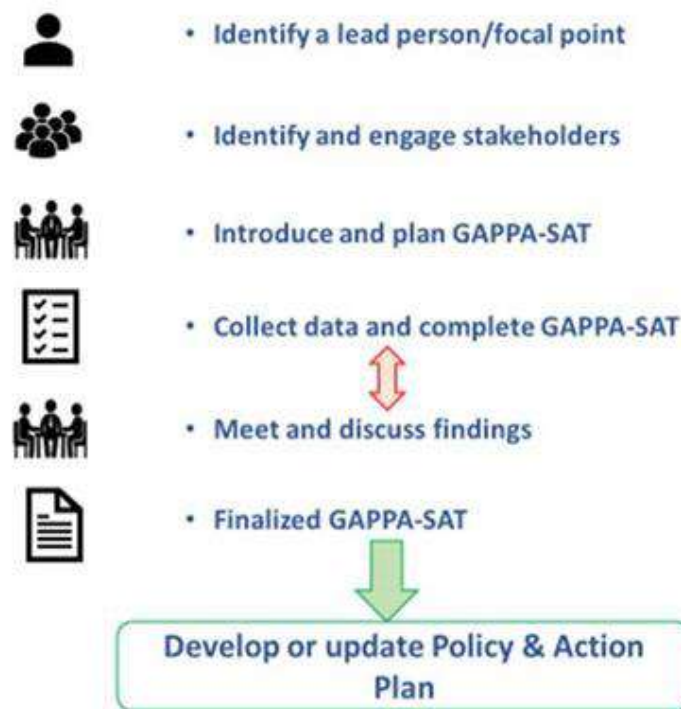 • Identify a lead person/focal point
• Identify and engage stakeholders
• Introduce and plan GAPPA-SAT
• Collect data and complete GAPPA-SAT
• Meet and discuss findings
• Finalized GAPPA-SAT
Develop or update Policy & Action
Plan